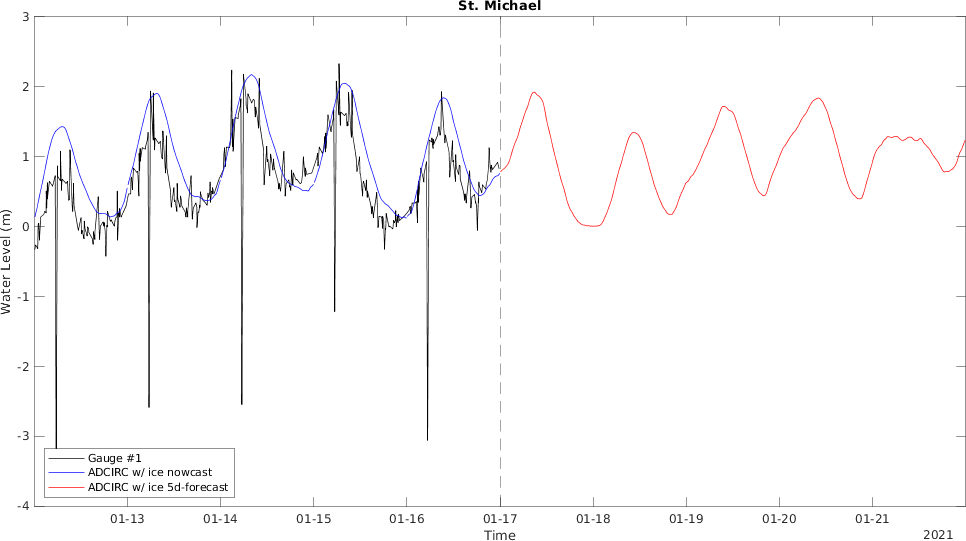 St. Michael
3
2
1
0
-1
-2
-3
-4
Water Level (m)
Gauge #1
ADCIRC w/ ice nowcast
ADCIRC w/ ice 5d-forecast
01-13 01-14 01-15 01-16 01-17 01-18 01-19 01-20 01-21
Time
2021